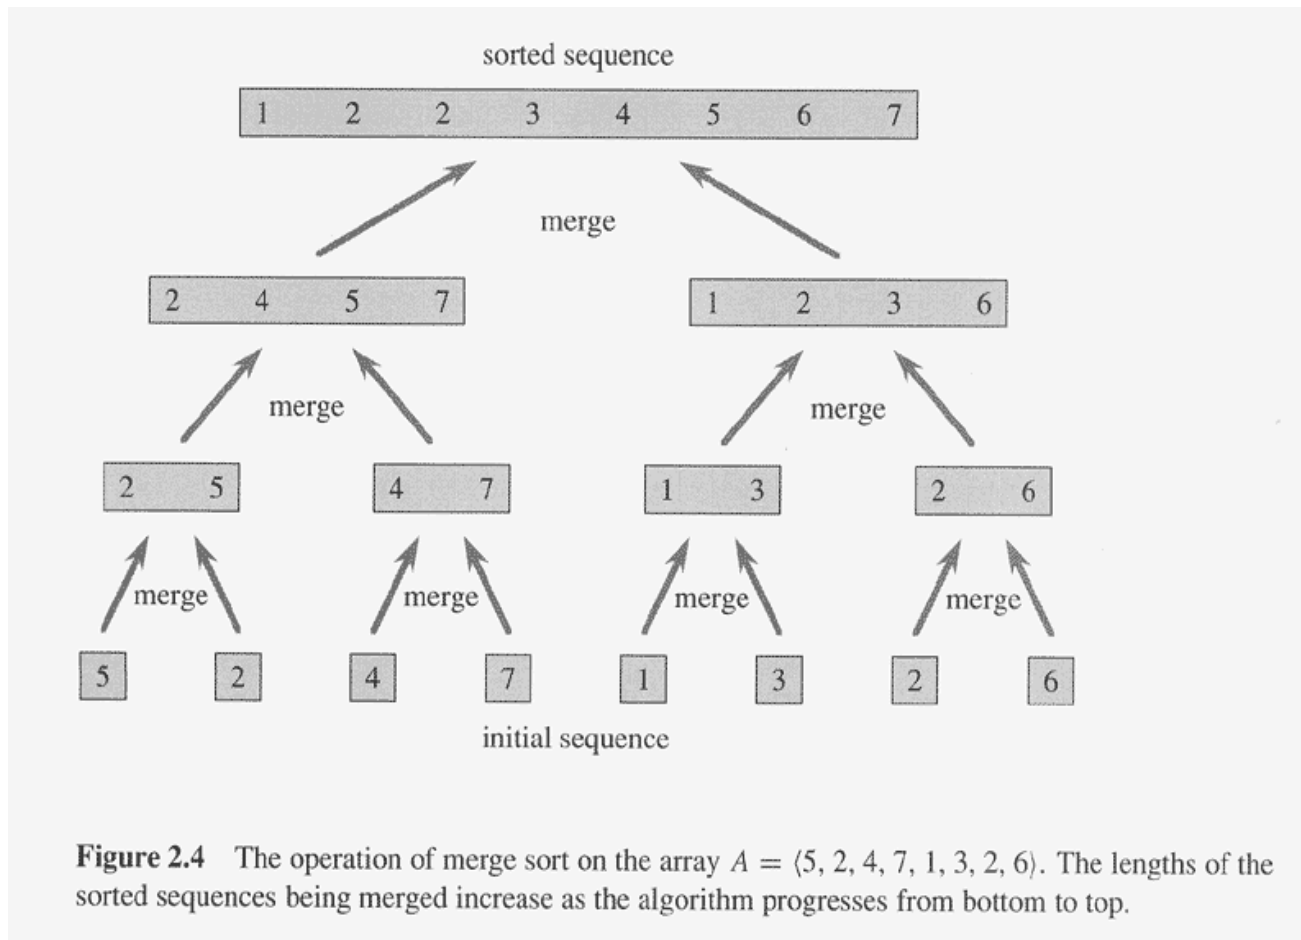 sorted sequence
1 2 2 3 4 5 6 7
merge
2 4 5 7 1 2 3 6
merge merge
2 5 4 7 1 3 2 6
merge merge merge merge
5 2 4 7 1 3 2 6
initial sequence
Figure 2.4 The operation of merge sort on the array A = ⟨5, 2, 4, 7, 1, 3, 2, 6⟩. The lengths of the
sorted sequences being merged increase as the algorithm progresses from bottom to top.